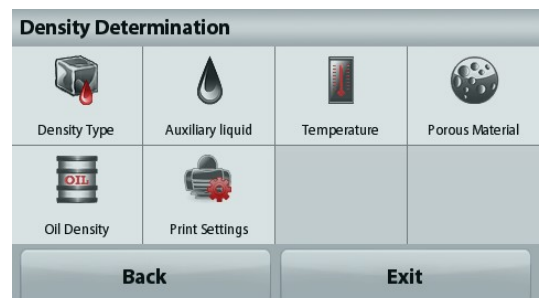 Density Determination
Density Type
Auxiliary liquid
Temperature
Porous Material
OIL
Oil Density
Print Settings
Back
Exit